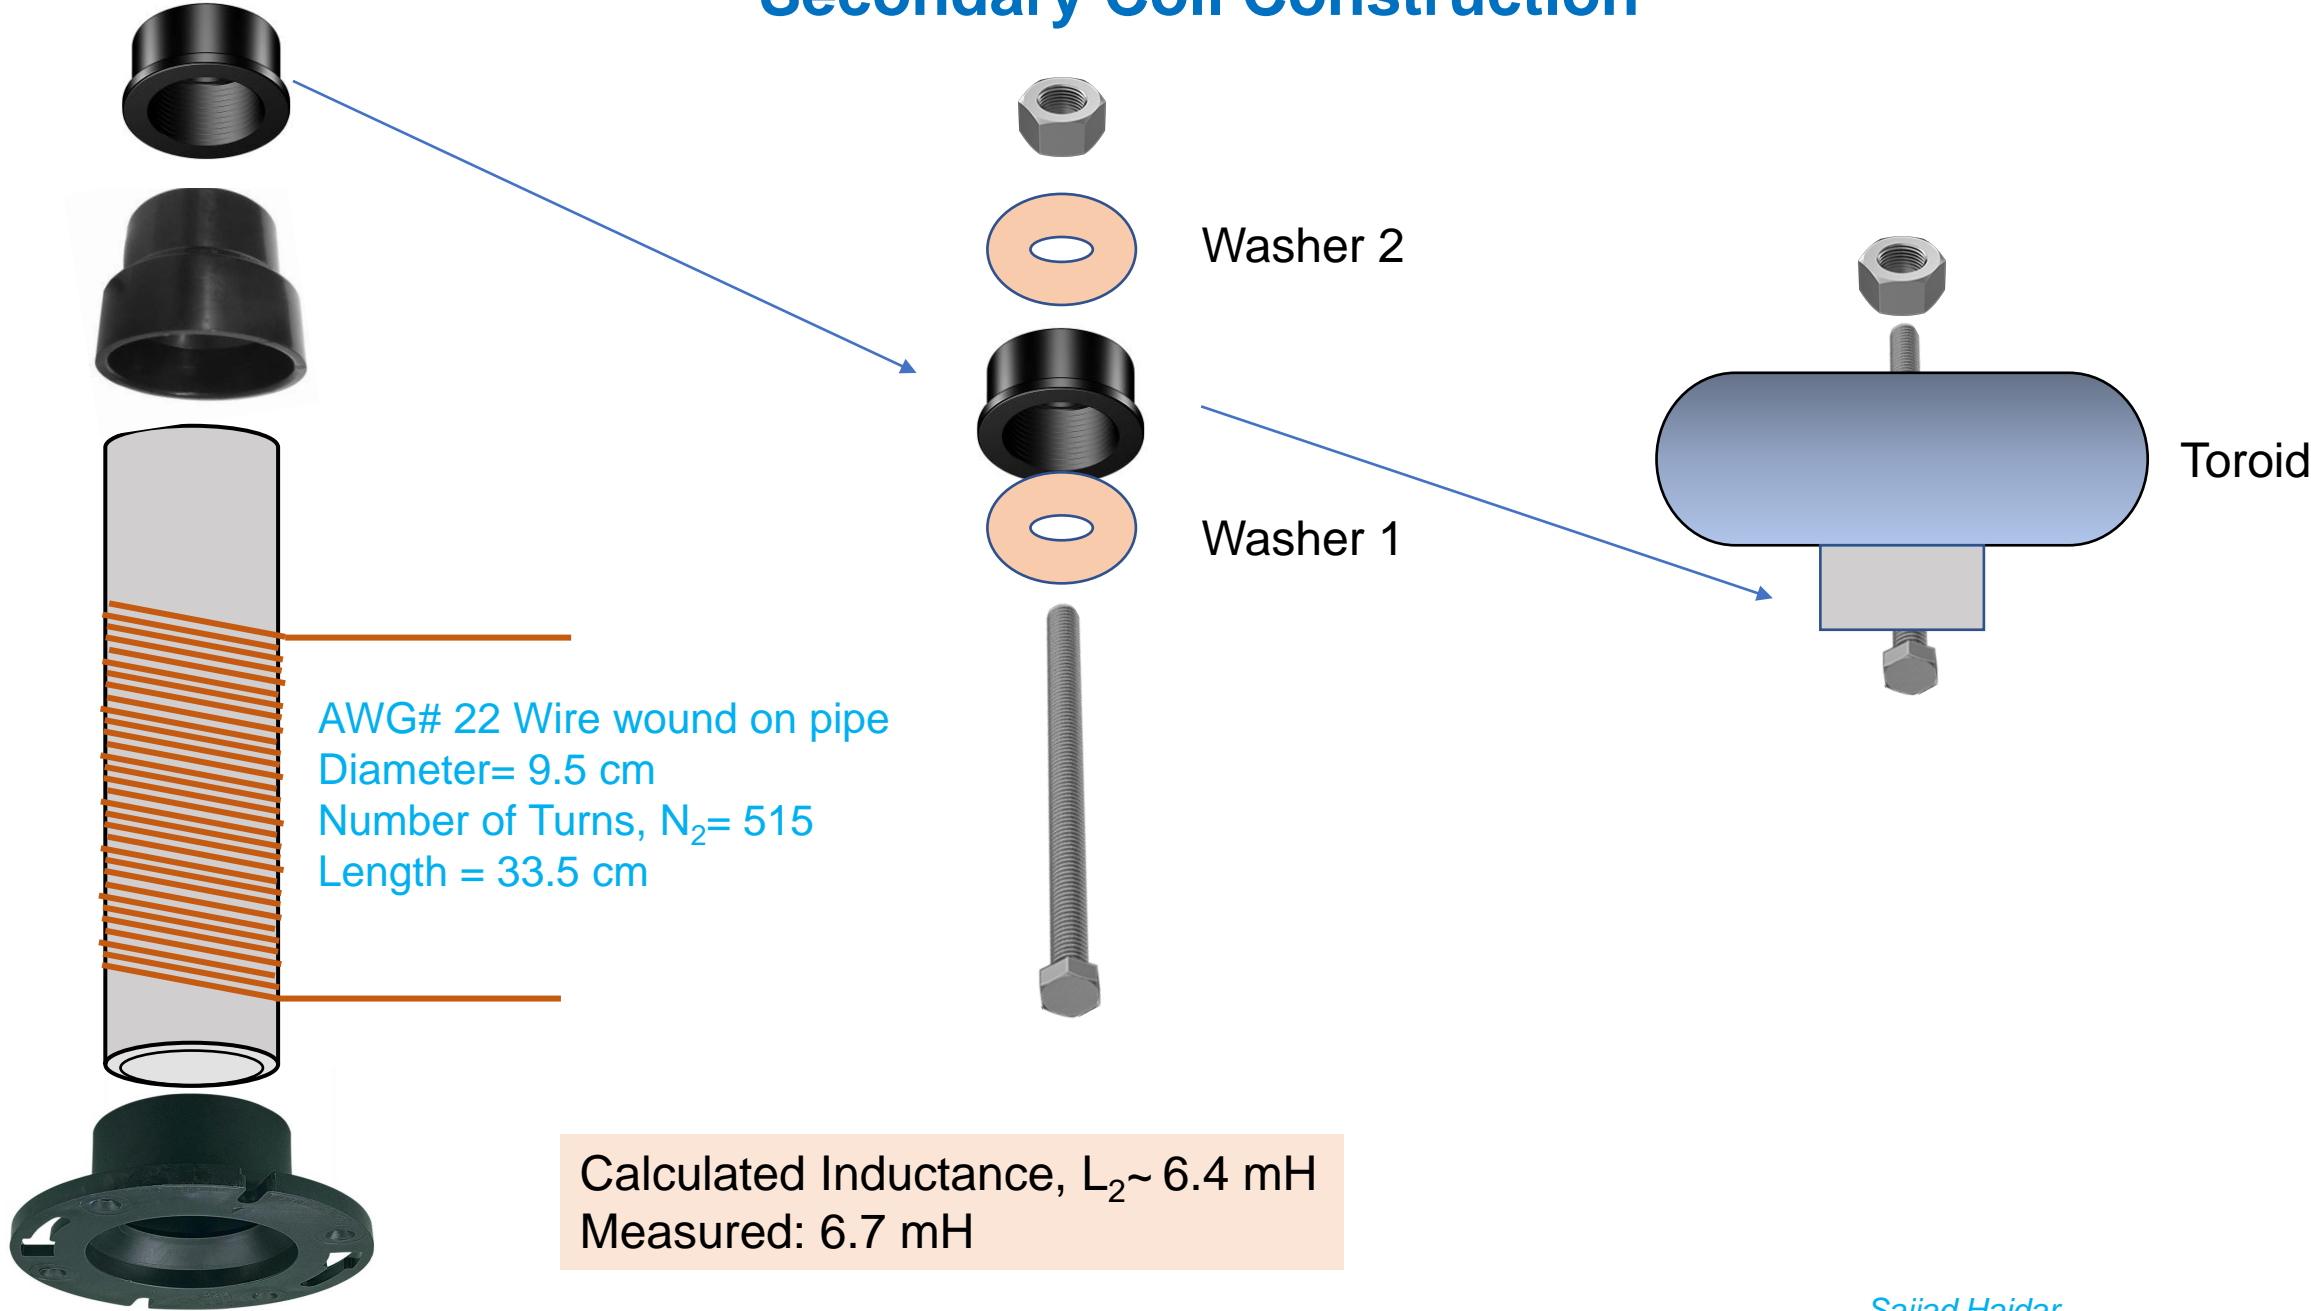 Secondary Coil Construction
Washer 2
Toroid
Washer 1
AWG# 22 Wire wound on pipe
Diameter= 9.5 cm
Number of Turns, N₂= 515
Length = 33.5 cm
Calculated Inductance, L₂~ 6.4 mH
Measured: 6.7 mH
Sajjad Haidar